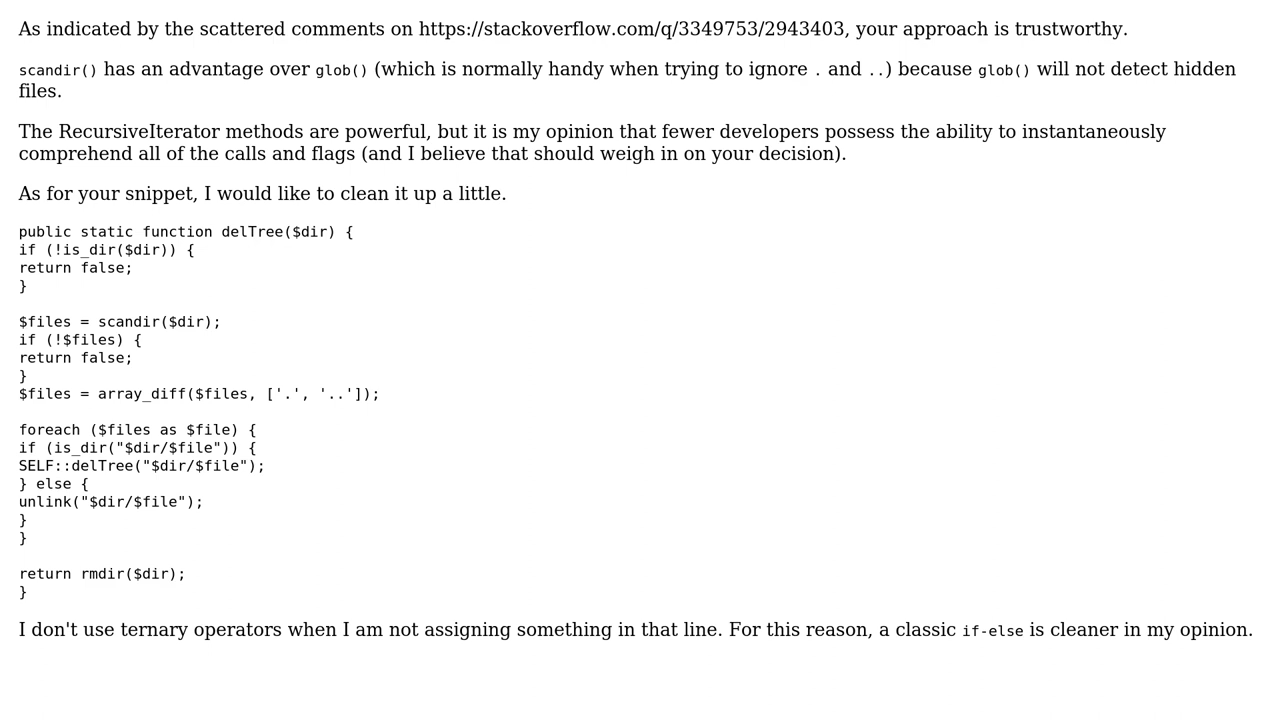 As indicated by the scattered comments on https://stackoverflow.com/q/3349753/2943403, your approach is trustworthy.
scandir() has an advantage over glob() (which is normally handy when trying to ignore . and ..) because glob() will not detect hidden
files.
The RecursiveIterator methods are powerful, but it is my opinion that fewer developers possess the ability to instantaneously
comprehend all of the calls and flags (and I believe that should weigh in on your decision).
As for your snippet, I would like to clean it up a little.
public static function delTree($dir) {
if (!is_dir($dir)) {
return false;
}
$files = scandir($dir);
if (!$files) {
return false;
}
$files = array_diff($files, ['.', '..']);
foreach ($files as $file) {
if (is_dir("$dir/$file")) {
SELF::delTree("$dir/$file");
} else {
unlink("$dir/$file");
}
}
return rmdir($dir);
}
I don't use ternary operators when I am not assigning something in that line. For this reason, a classic if-else is cleaner in my opinion.